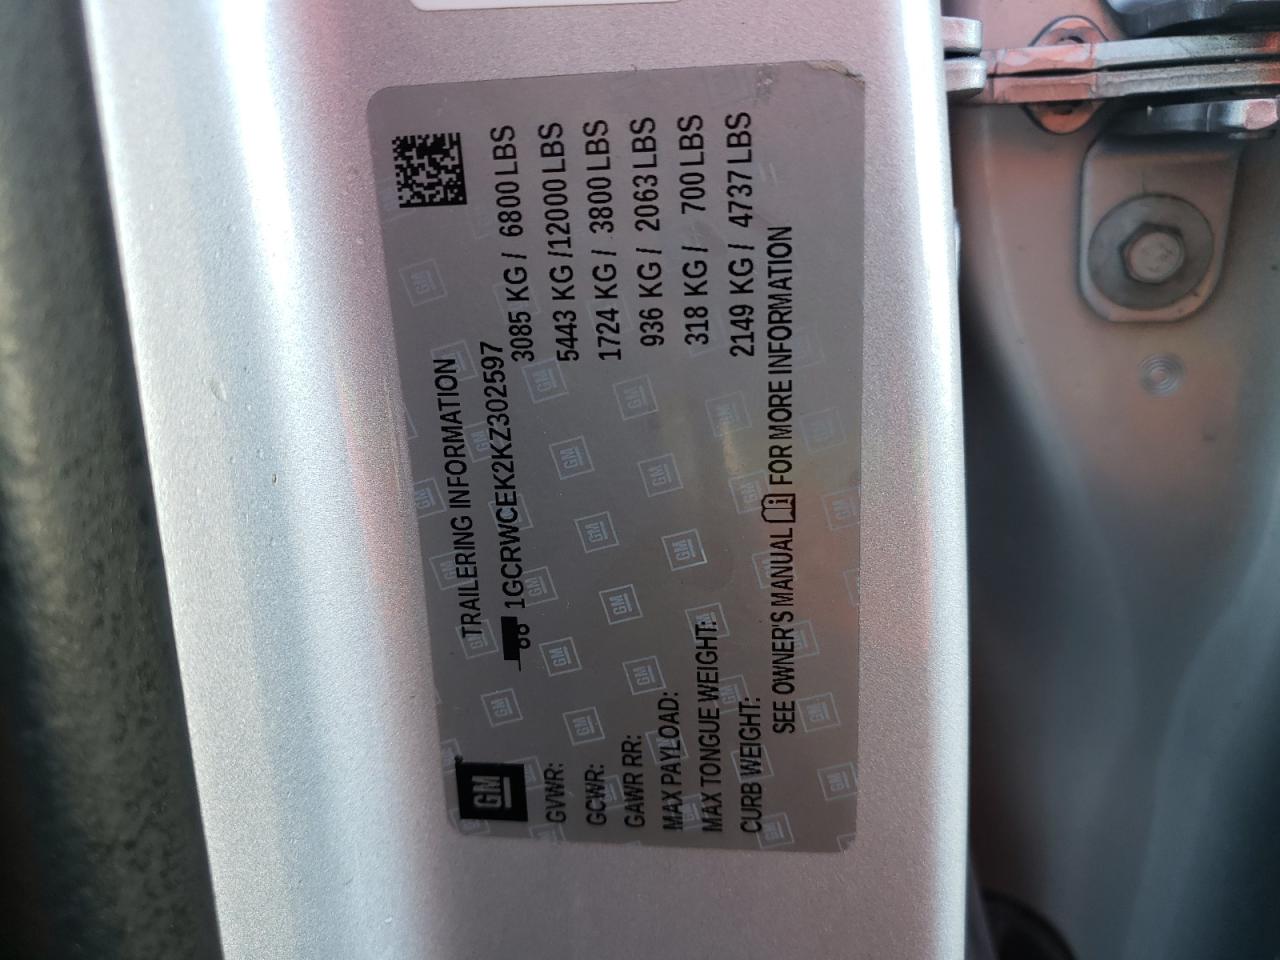 GM
TRAILERING INFORMATION
1GCRWCEK2KZ302597
GVWR: 3085 KG / 6800 LBS
GCWR: 5443 KG /12000 LBS
GAWR RR: 1724 KG / 3800 LBS
MAX PAYLOAD: 936 KG / 2063 LBS
MAX TONGUE WEIGHT: 318 KG / 700 LBS
CURB WEIGHT: 2149 KG / 4737 LBS
SEE OWNER'S MANUAL FOR MORE INFORMATION